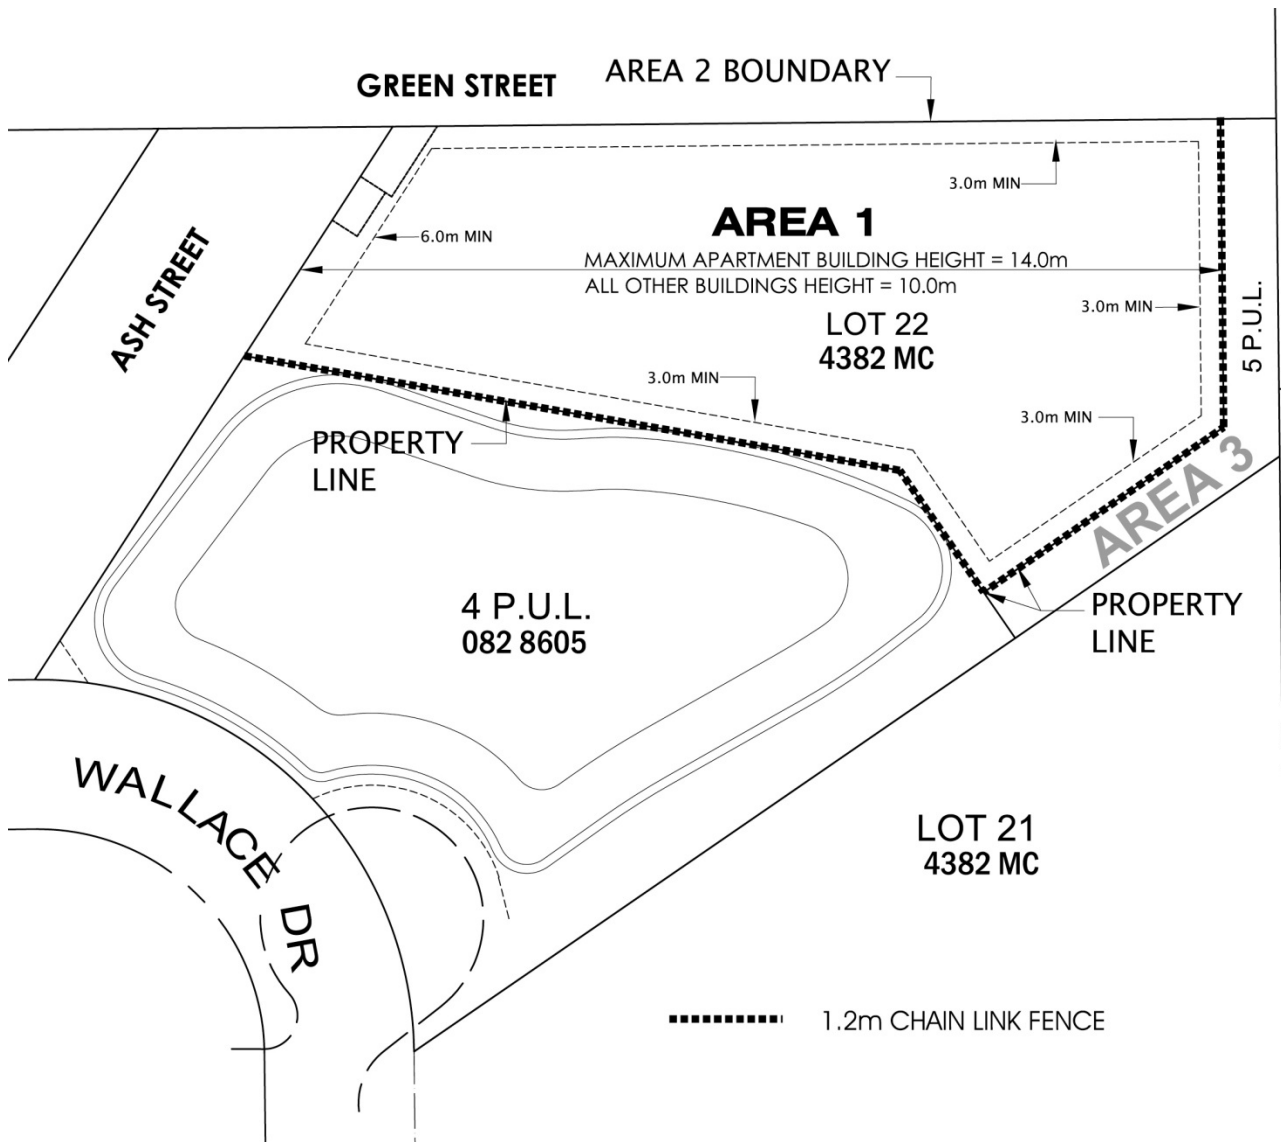 GREEN STREET
AREA 2 BOUNDARY
3.0m MIN
AREA 1
6.0m MIN
MAXIMUM APARTMENT BUILDING HEIGHT = 14.0m
ALL OTHER BUILDINGS HEIGHT = 10.0m
ASH STREET
3.0m MIN
5 P.U.L.
LOT 22
4382 MC
3.0m MIN
3.0m MIN
PROPERTY
LINE
AREA 3
4 P.U.L.
082 8605
PROPERTY
LINE
WALLACE DR
LOT 21
4382 MC
1.2m CHAIN LINK FENCE